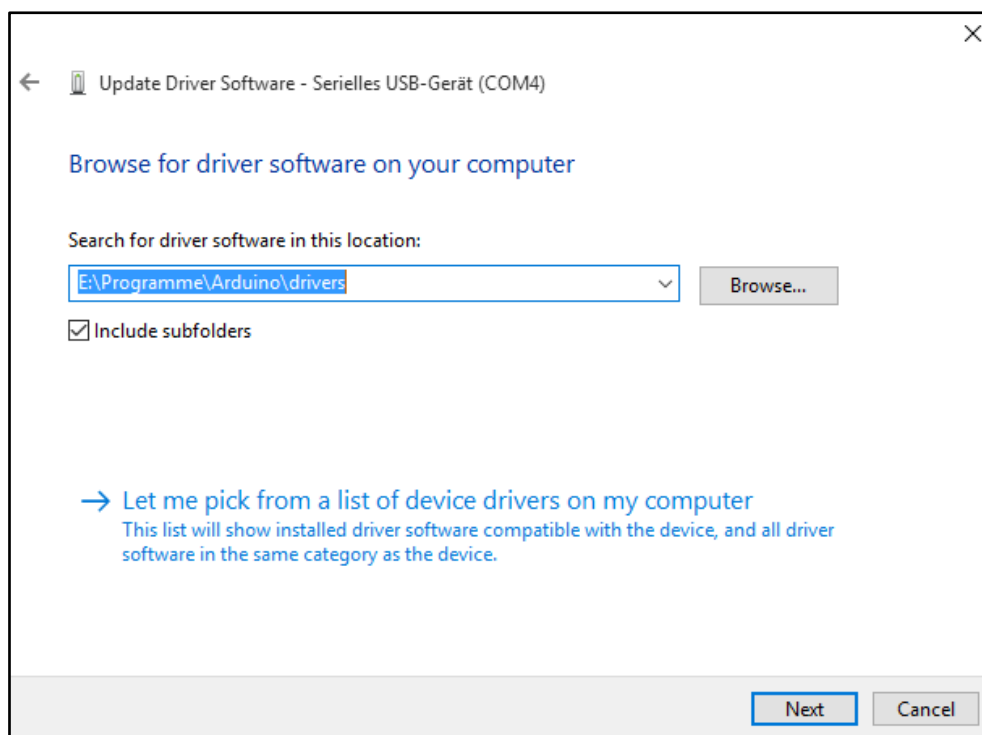 Update Driver Software - Serielles USB-Gerät (COM4)
Browse for driver software on your computer
Search for driver software in this location:
E:\Programme\Arduino\drivers
Browse...
Include subfolders
Let me pick from a list of device drivers on my computer
This list will show installed driver software compatible with the device, and all driver
software in the same category as the device.
Next
Cancel